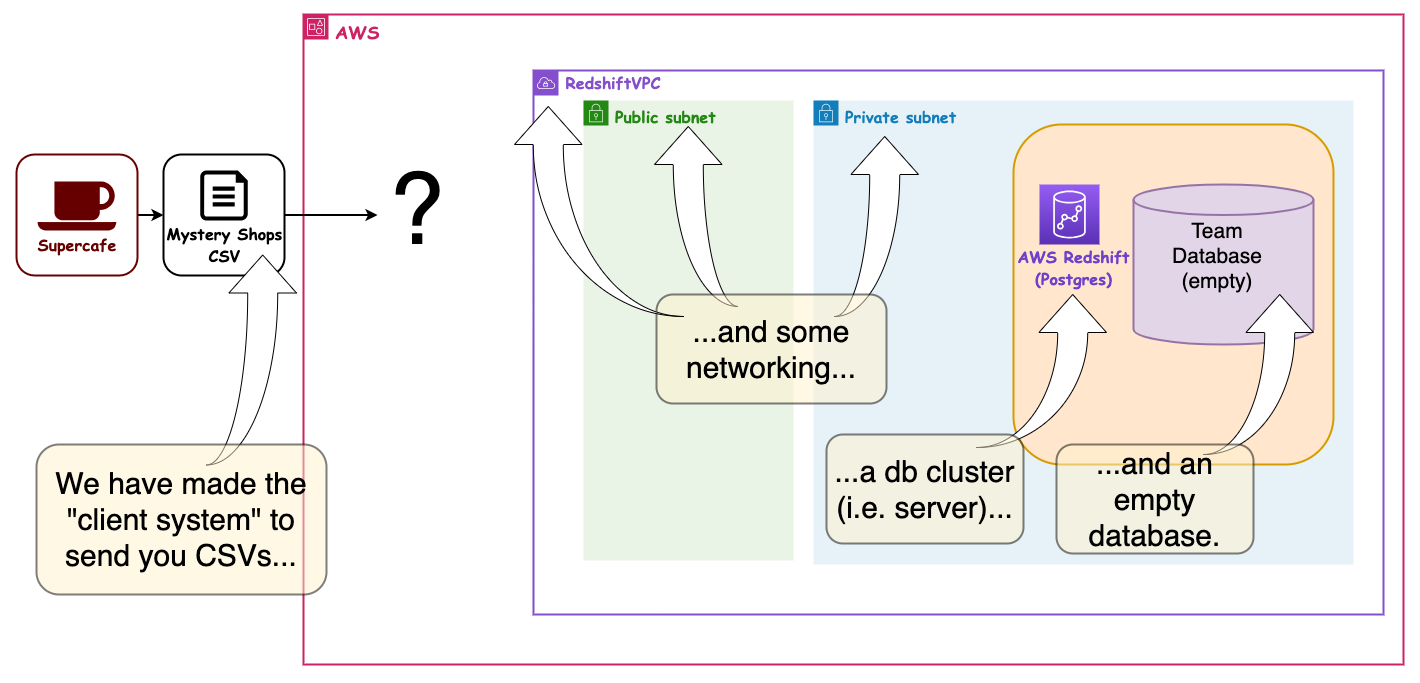 AWS
RedshiftVPC
Public subnet
Private subnet
Supercafe
Mystery Shops
CSV
?
AWS Redshift
(Postgres)
Team
Database
(empty)
...and some
networking...
We have made the
"client system" to
send you CSVs...
...a db cluster
(i.e. server)...
...and an
empty
database.